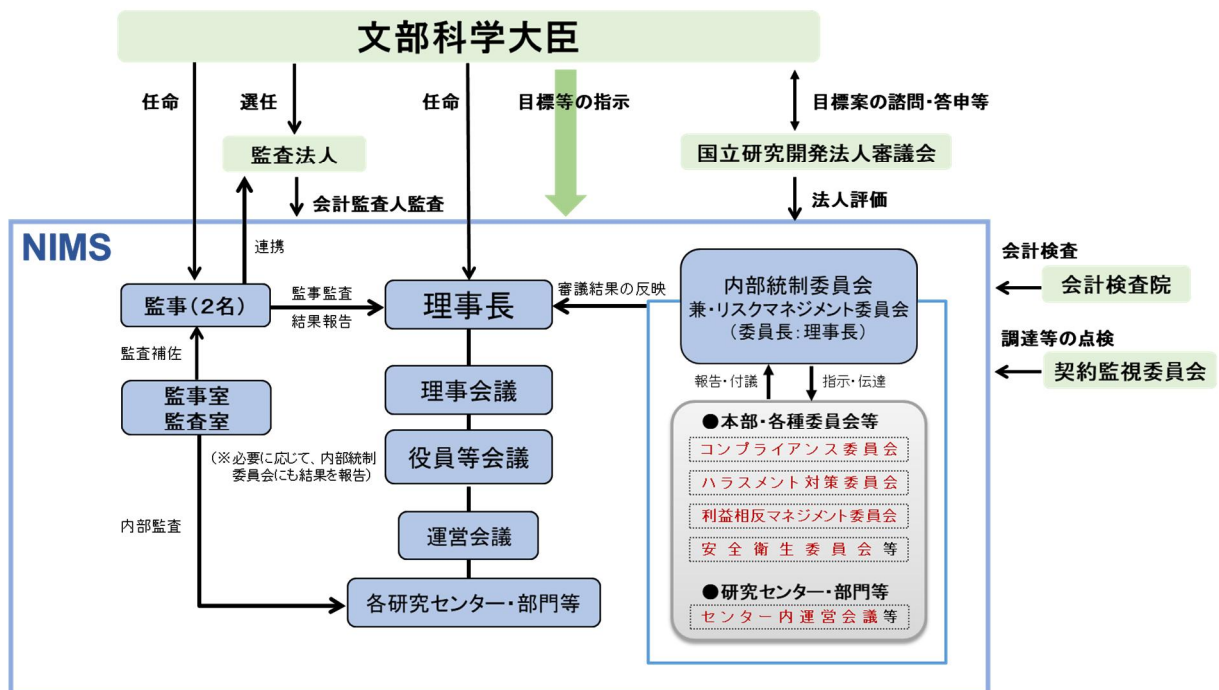 文部科学大臣
任命
選任
任命
目標等の指示
目標案の諮問・答申等
監査法人
国立研究開発法人審議会
会計監査人監査
法人評価
NIMS
連携
会計検査
会計検査院
監事(2名)
監事監査
結果報告
理事長
審議結果の反映
内部統制委員会
兼・リスクマネジメント委員会
(委員長:理事長)
調達等の点検
契約監視委員会
監査補佐
監事室
監査室
理事会議
報告・付議
指示・伝達
●本部・各種委員会等
コンプライアンス委員会
ハラスメント対策委員会
利益相反マネジメント委員会
安全衛生委員会 等
(※必要に応じて、内部統制
委員会にも結果を報告)
役員等会議
内部監査
運営会議
各研究センター・部門等
●研究センター・部門等
センター内運営会議等